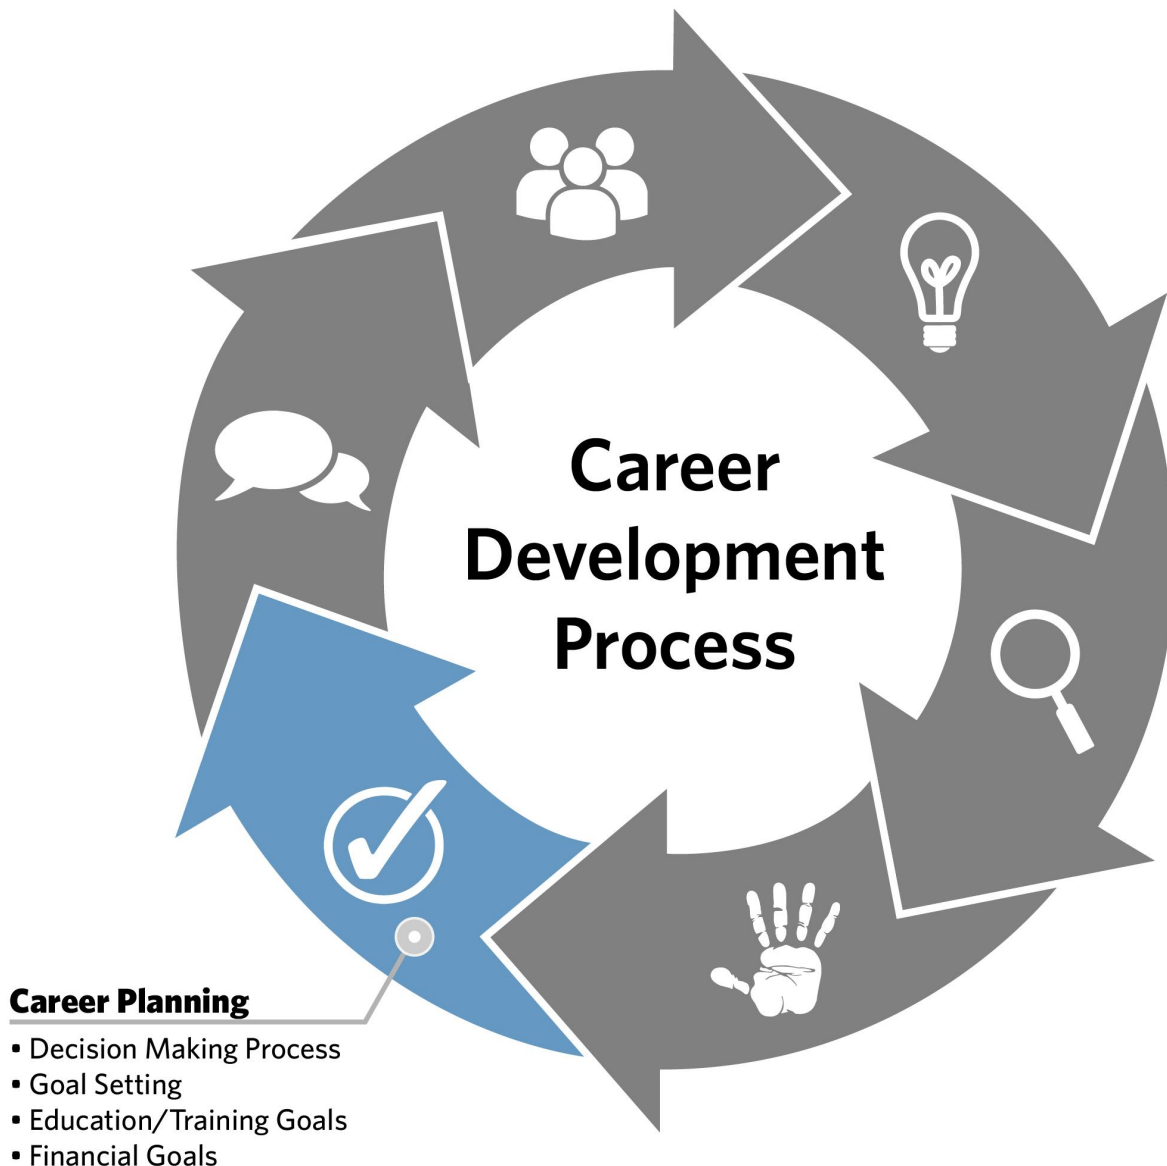 Career
Development
Process
Career Planning
• Decision Making Process
• Goal Setting
• Education/Training Goals
• Financial Goals